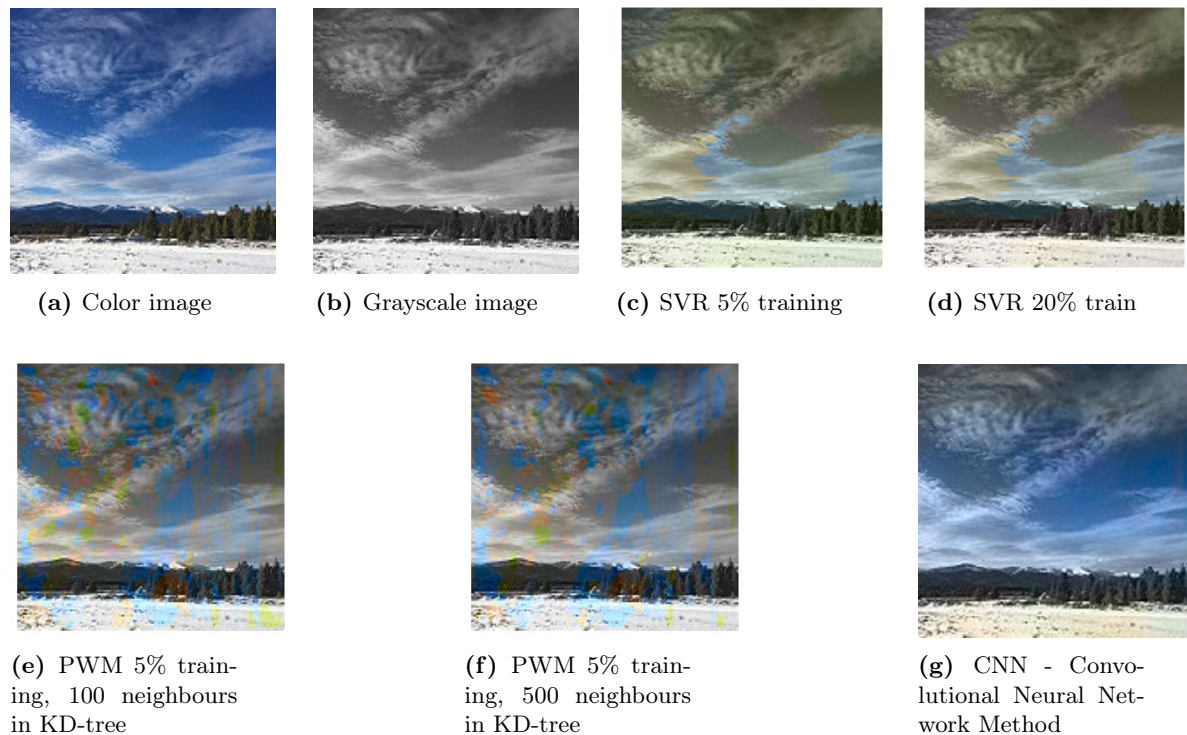 (a) Color image
(b) Grayscale image
(c) SVR 5% training
(d) SVR 20% train
(e) PWM 5% train-
ing, 100 neighbours
in KD-tree
(f) PWM 5% train-
ing, 500 neighbours
in KD-tree
(g) CNN - Convo-
lutional Neural Net-
work Method